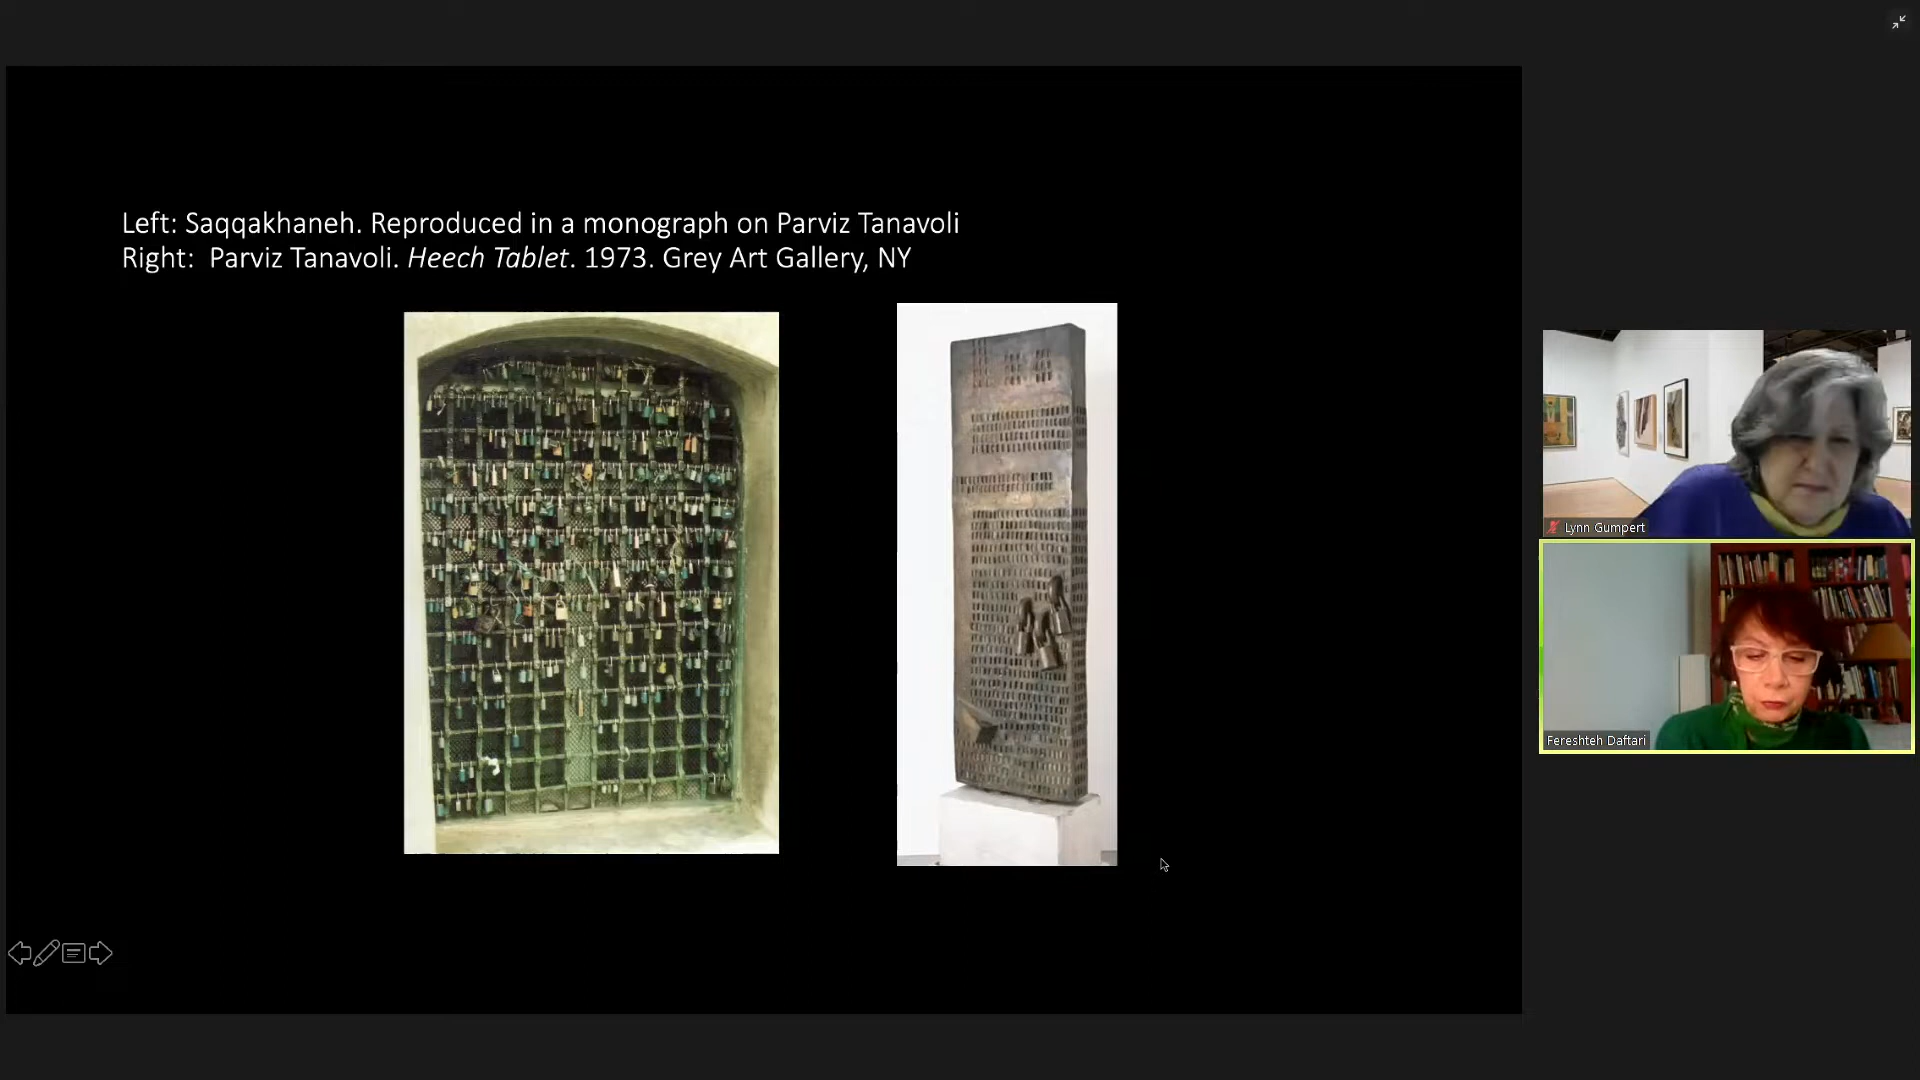 Left: Saqqakhaneh. Reproduced in a monograph on Parviz Tanavoli
Right: Parviz Tanavoli. Heech Tablet. 1973. Grey Art Gallery, NY
Lynn Gumpert
Fereshteh Daftari